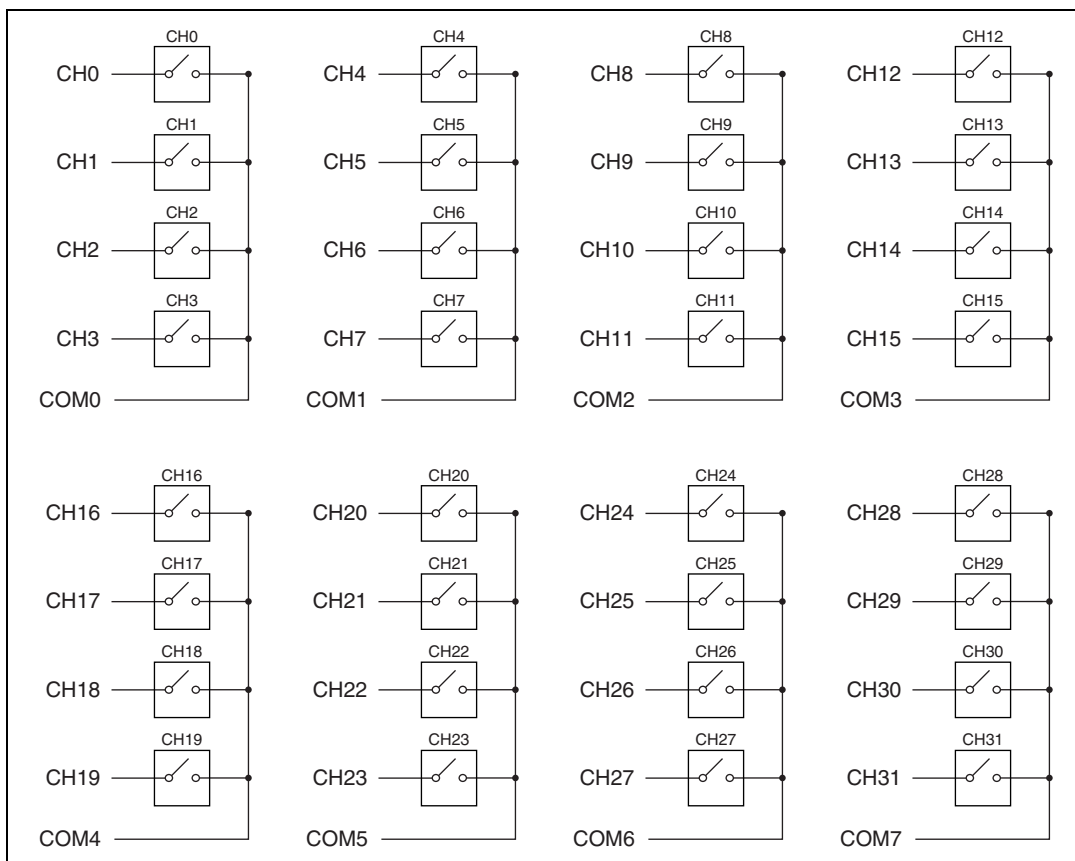 CH0 CH4 CH8 CH12
CH0 CH4 CH8 CH12
CH1 CH5 CH9 CH13
CH1 CH5 CH9 CH13
CH2 CH6 CH10 CH14
CH2 CH6 CH10 CH14
CH3 CH7 CH11 CH15
CH3 CH7 CH11 CH15
COM0 COM1 COM2 COM3
CH16 CH20 CH24 CH28
CH16 CH20 CH24 CH28
CH17 CH21 CH25 CH29
CH17 CH21 CH25 CH29
CH18 CH22 CH26 CH30
CH18 CH22 CH26 CH30
CH19 CH23 CH27 CH31
CH19 CH23 CH27 CH31
COM4 COM5 COM6 COM7